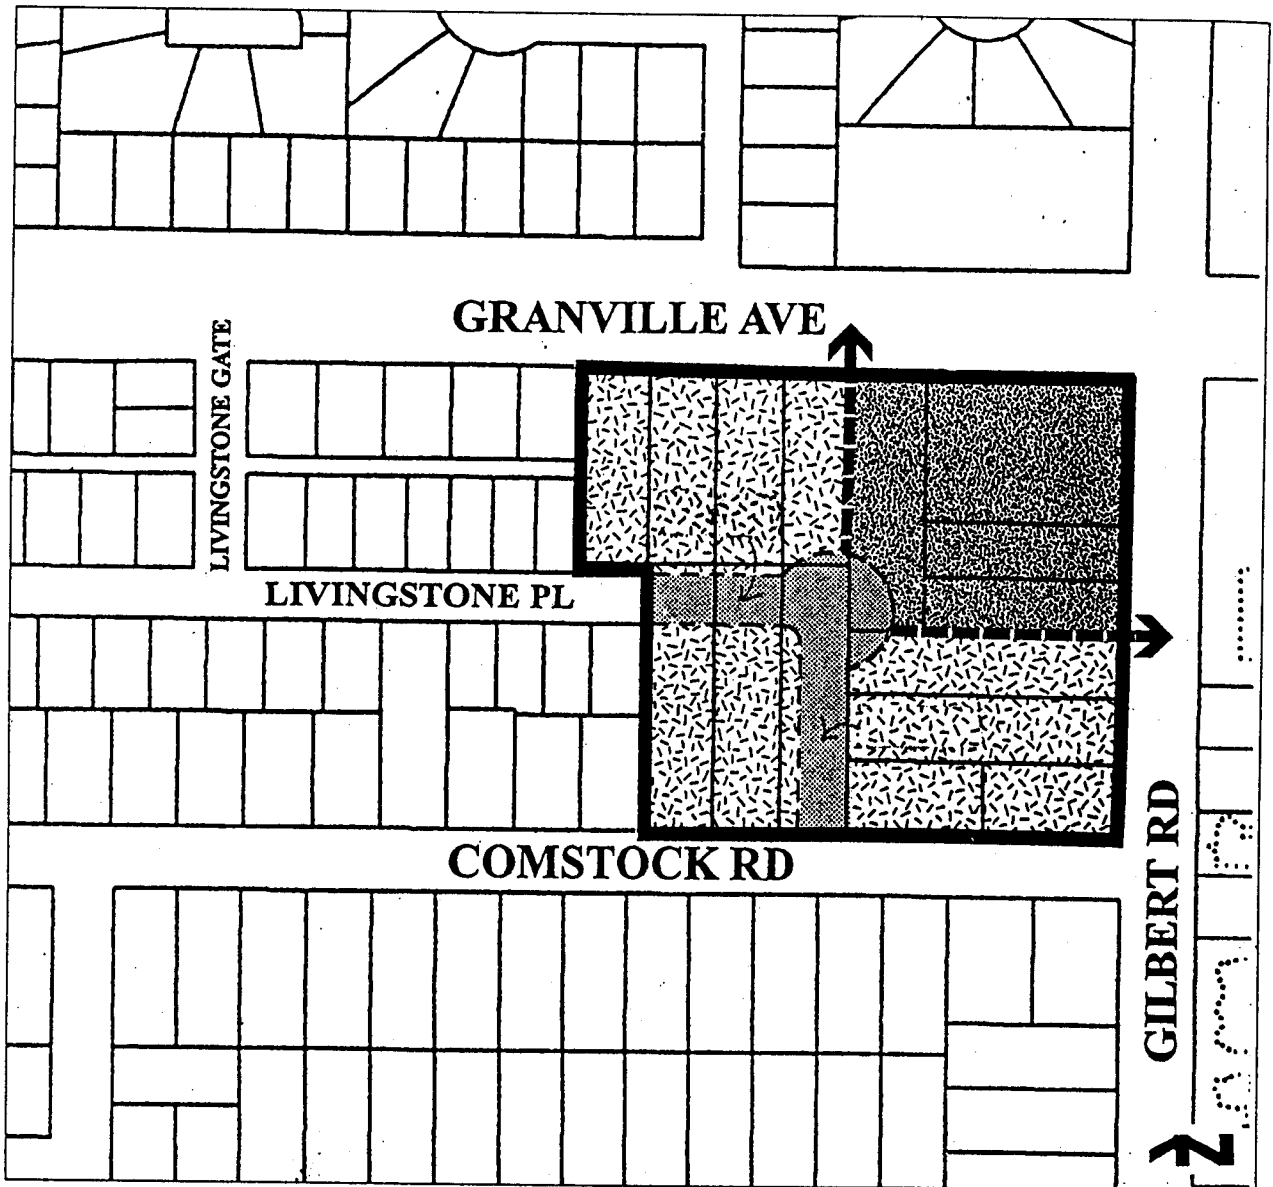 GRANVILLE AVE
LIVINGSTONE GATE
LIVINGSTONE PL
COMSTOCK RD
GILBERT RD
N